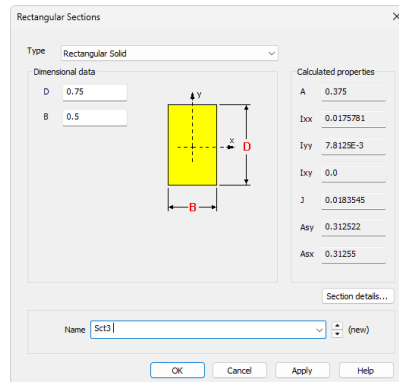 Rectangular Sections
Type Rectangular Solid
Dimensional data
D 0.75
B 0.5
y
x
D
B
Calculated properties
A 0.375
Ixx 0.0175781
Iyy 7.8125E-3
Ixy 0.0
J 0.0183545
Asy 0.312522
Asx 0.31255
Section details...
Name Sct3 (new)
OK Cancel Apply Help